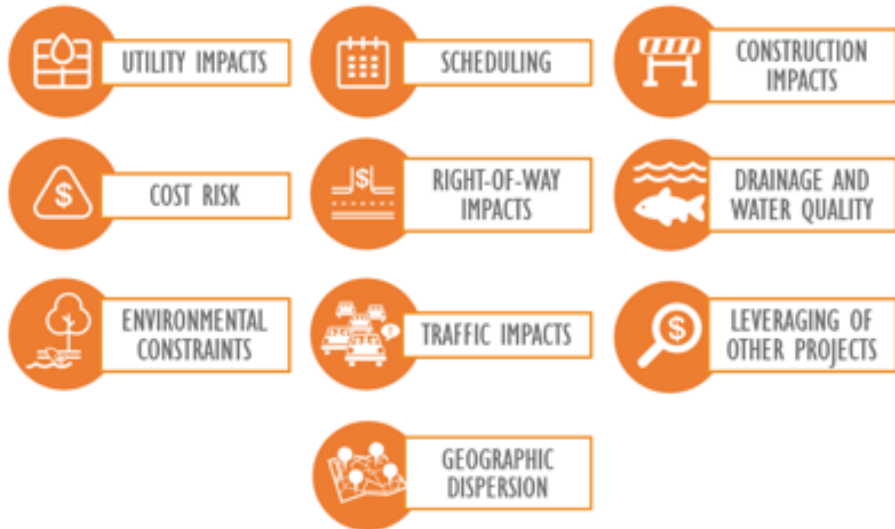 UTILITY IMPACTS
SCHEDULING
CONSTRUCTION
IMPACTS
$
COST RISK
$
RIGHT-OF-WAY
IMPACTS
DRAINAGE AND
WATER QUALITY
ENVIRONMENTAL
CONSTRAINTS
!
TRAFFIC IMPACTS
$
LEVERAGING OF
OTHER PROJECTS
GEOGRAPHIC
DISPERSION